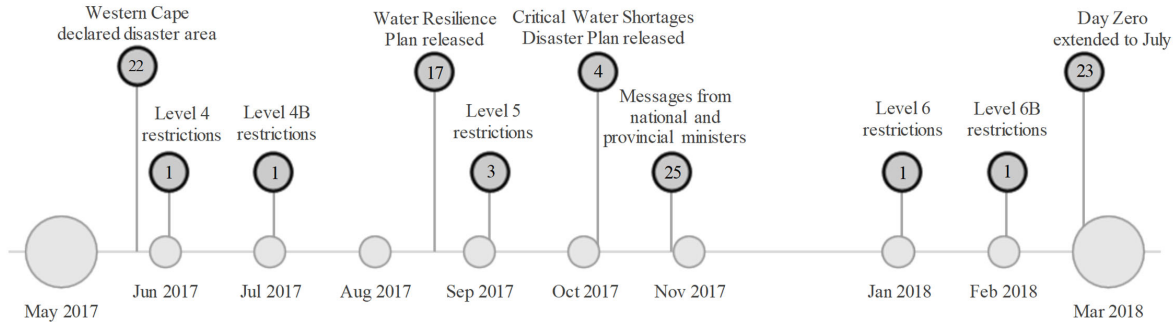 Western Cape
declared disaster area
22
Level 4
restrictions
1
Level 4B
restrictions
1
Water Resilience
Plan released
17
Level 5
restrictions
3
Critical Water Shortages
Disaster Plan released
4
Messages from
national and
provincial ministers
25
Level 6
restrictions
1
Level 6B
restrictions
1
Day Zero
extended to July
23
May 2017
Jun 2017
Jul 2017
Aug 2017
Sep 2017
Oct 2017
Nov 2017
Jan 2018
Feb 2018
Mar 2018